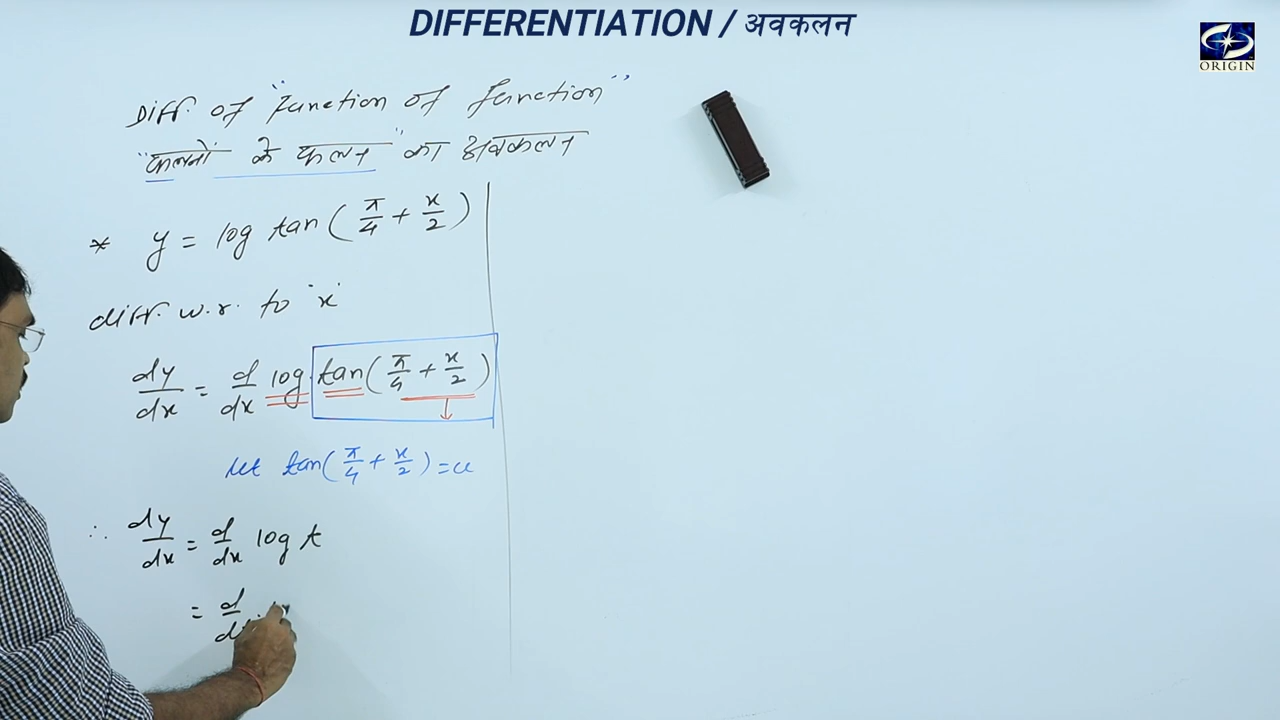 DIFFERENTIATION / अवकलन
ORIGIN
Diff. of "Function of function"
"फलनों के फलन" का अवकलन
* y = log tan (π/4 + x/2)
diff. w.r. to 'x'
dy/dx = d/dx log tan(π/4 + x/2)
let tan(π/4 + x/2) = u
∴ dy/dx = d/dx log t
= d